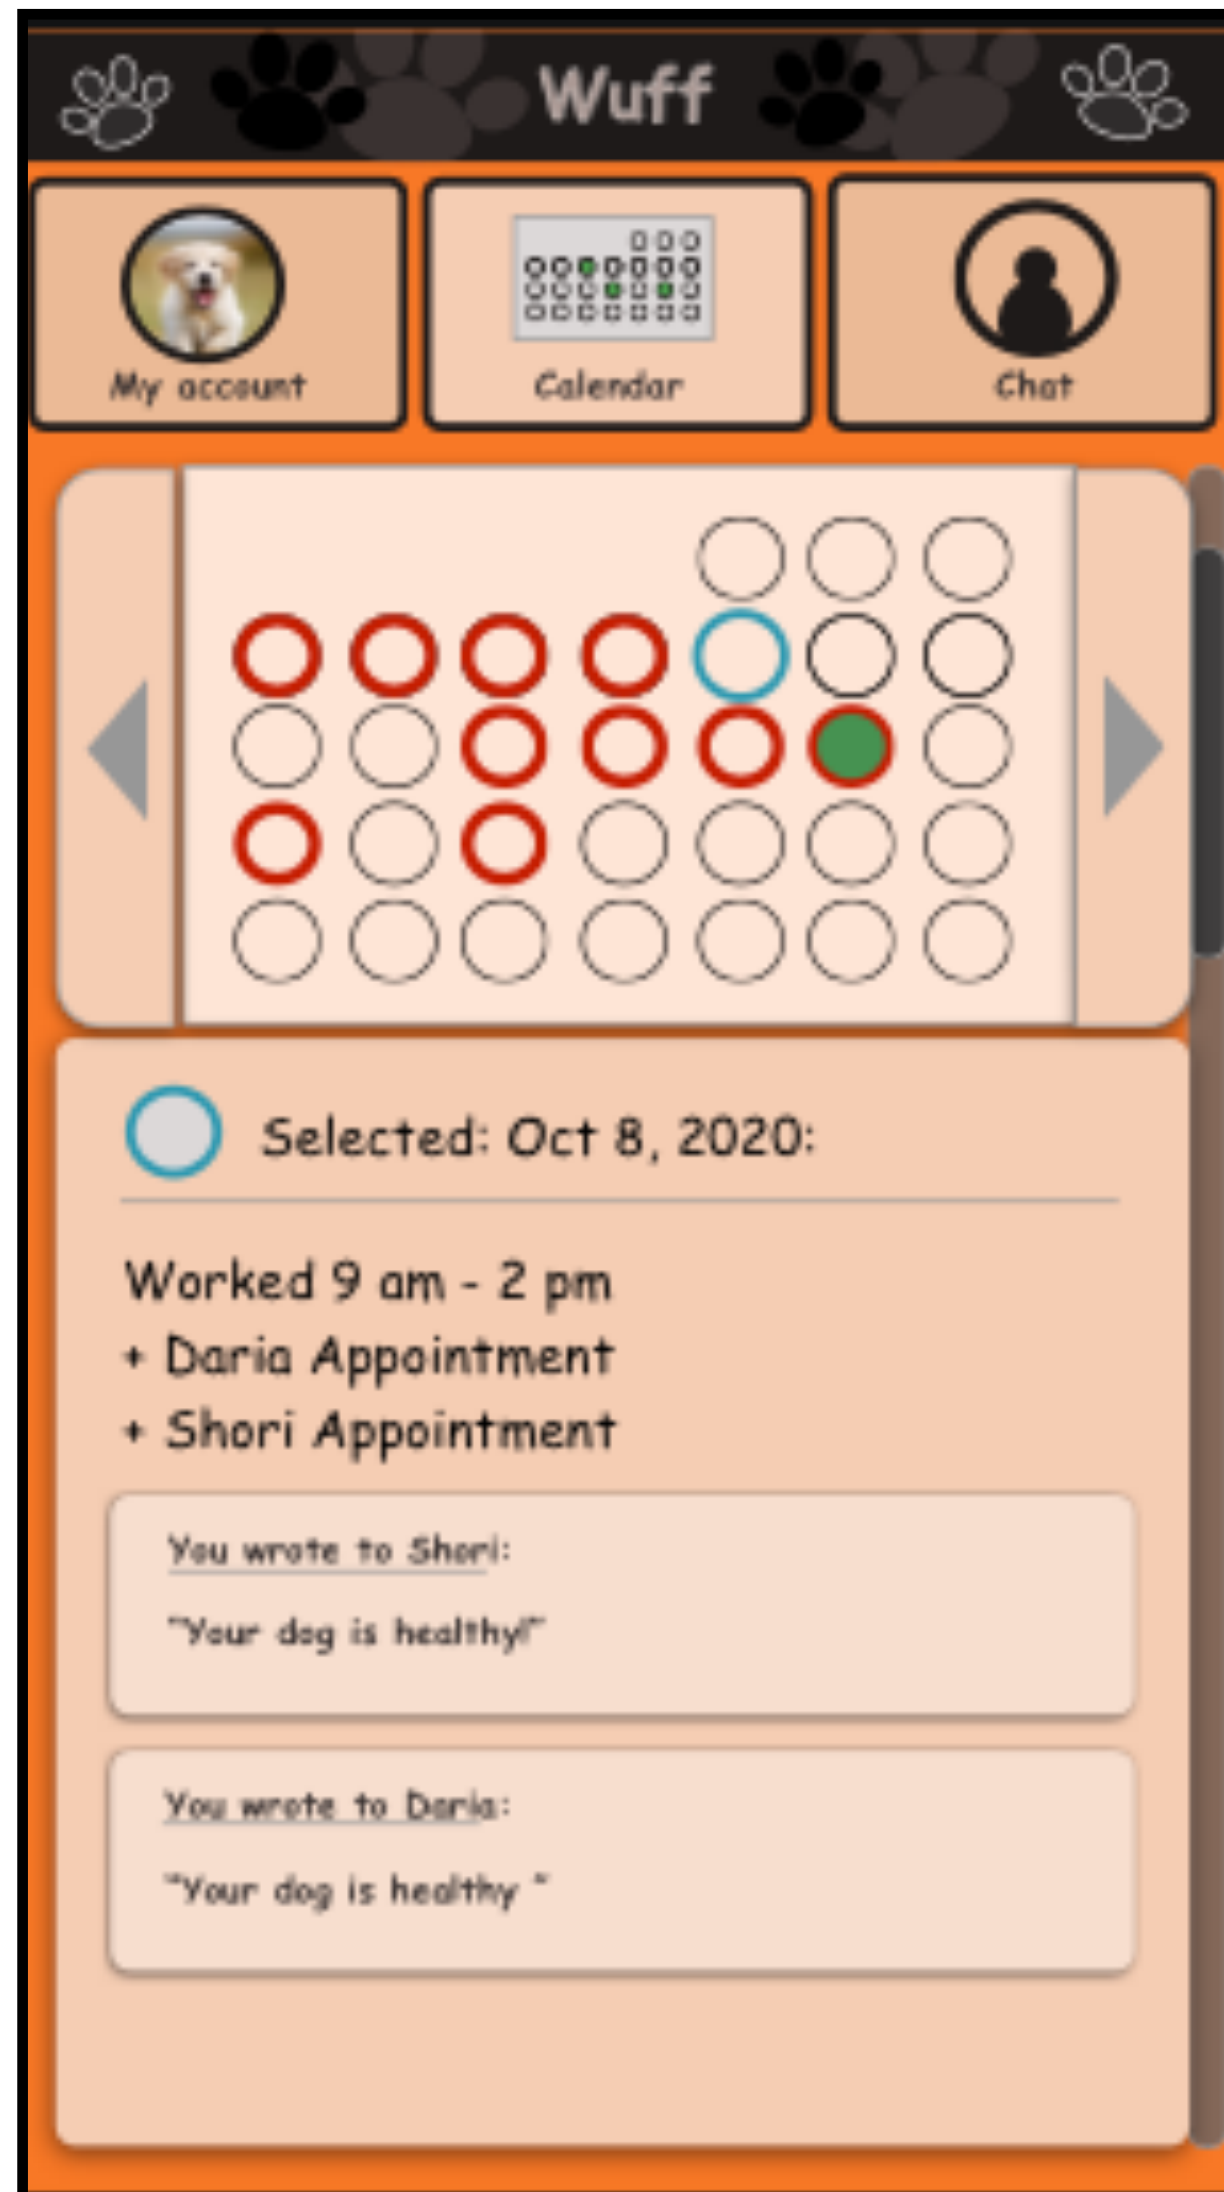 Wuff
My account
Calendar
Chat
Selected: Oct 8, 2020:
Worked 9 am - 2 pm
+ Daria Appointment
+ Shori Appointment
You wrote to Shori:
"Your dog is healthy!"
You wrote to Daria:
"Your dog is healthy "